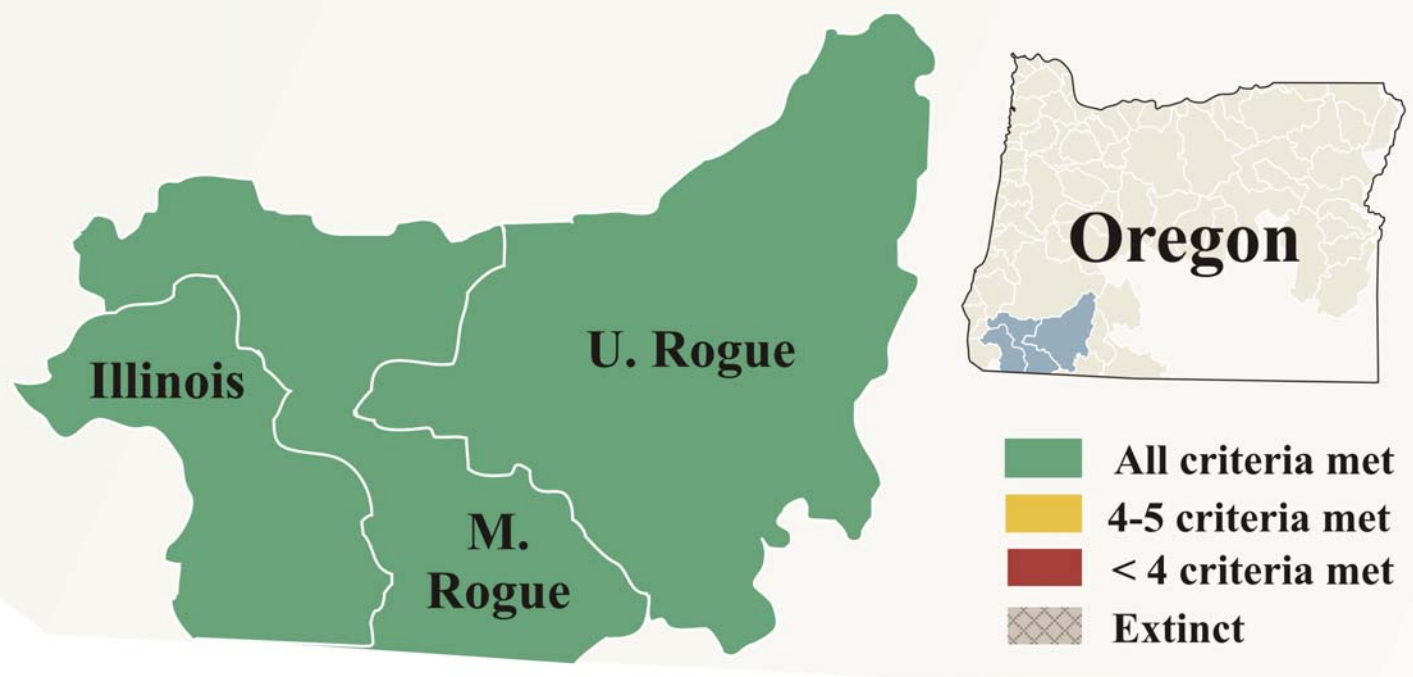 Oregon
U. Rogue
Illinois
M.
Rogue
All criteria met
4-5 criteria met
< 4 criteria met
Extinct